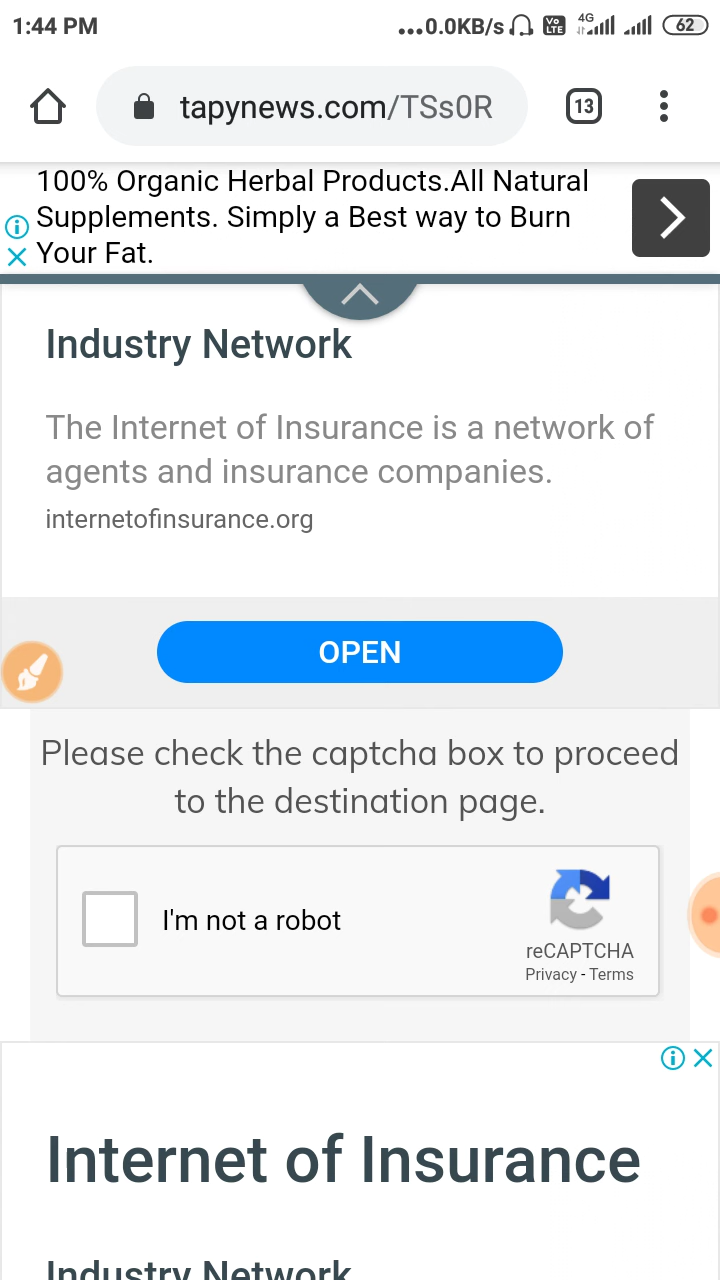 1:44 PM
...0.0KB/s
Vo
LTE
4G
62
tapynews.com/TSs0R
13
100% Organic Herbal Products.All Natural
Supplements. Simply a Best way to Burn
Your Fat.
Industry Network
The Internet of Insurance is a network of
agents and insurance companies.
internetofinsurance.org
OPEN
Please check the captcha box to proceed
to the destination page.
I'm not a robot
reCAPTCHA
Privacy - Terms
Internet of Insurance
Industry Network